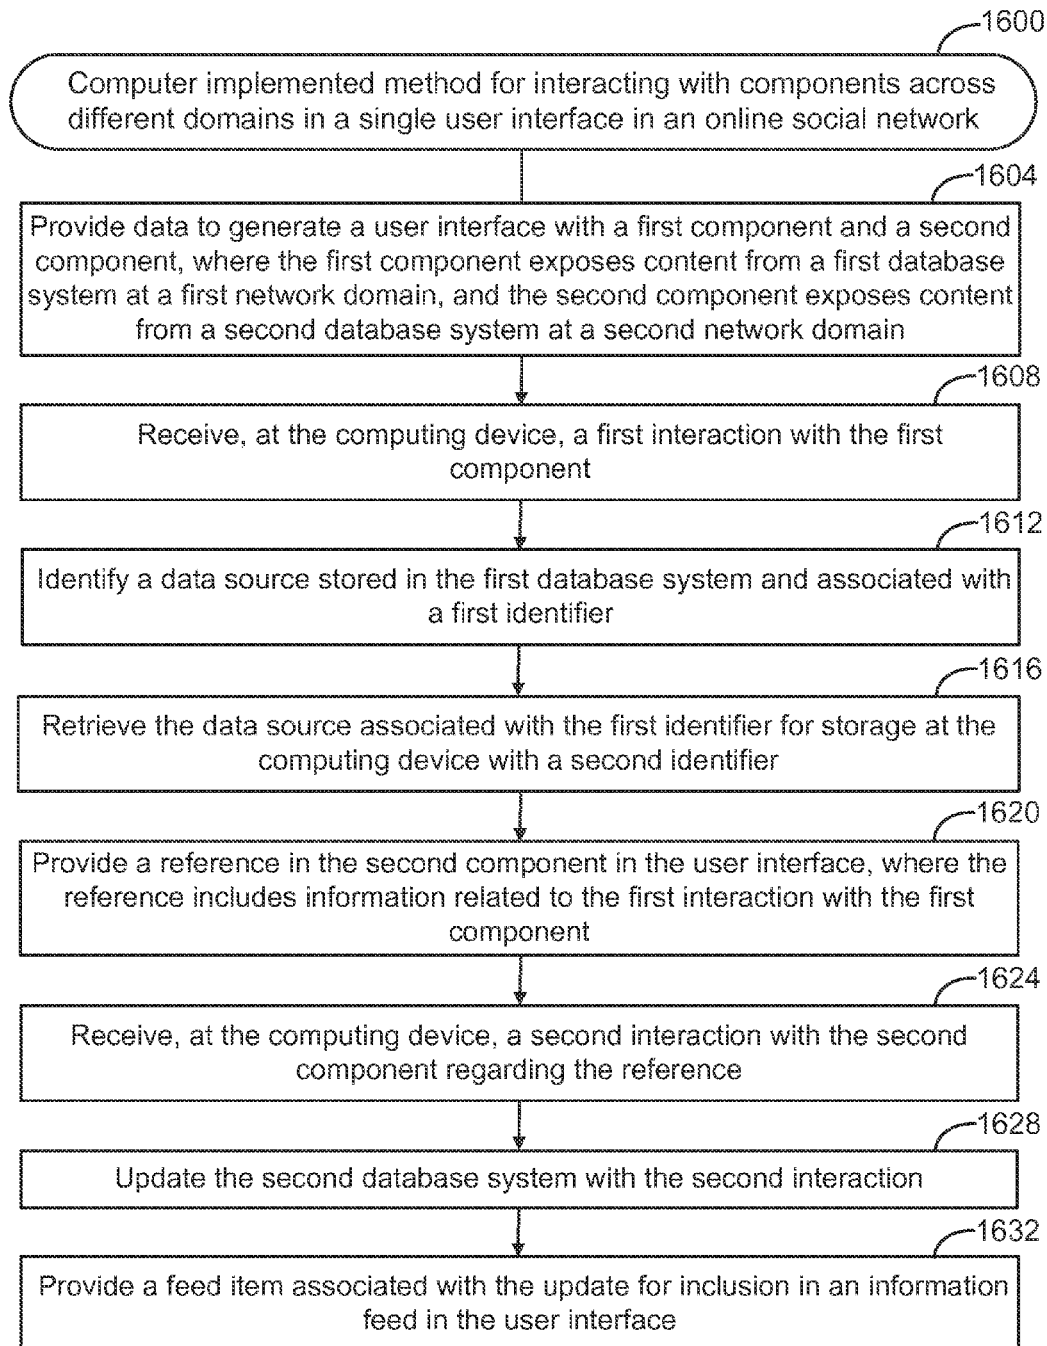 1600
Computer implemented method for interacting with components across
different domains in a single user interface in an online social network
1604
Provide data to generate a user interface with a first component and a second
component, where the first component exposes content from a first database
system at a first network domain, and the second component exposes content
from a second database system at a second network domain
1608
Receive, at the computing device, a first interaction with the first
component
1612
Identify a data source stored in the first database system and associated with
a first identifier
1616
Retrieve the data source associated with the first identifier for storage at the
computing device with a second identifier
1620
Provide a reference in the second component in the user interface, where the
reference includes information related to the first interaction with the first
component
1624
Receive, at the computing device, a second interaction with the second
component regarding the reference
1628
Update the second database system with the second interaction
1632
Provide a feed item associated with the update for inclusion in an information
feed in the user interface